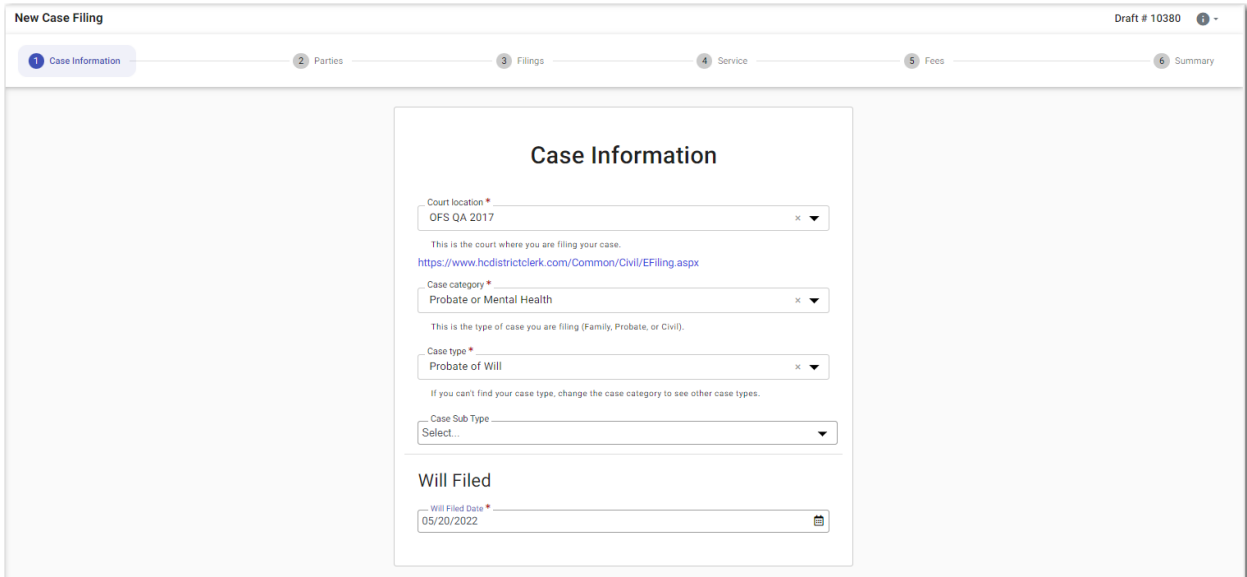 New Case Filing
Draft # 10380
1 Case Information
2 Parties
3 Filings
4 Service
5 Fees
6 Summary
Case Information
Court location *
OFS QA 2017
This is the court where you are filing your case.
https://www.hcdistrictclerk.com/Common/Civil/EFiling.aspx
Case category *
Probate or Mental Health
This is the type of case you are filing (Family, Probate, or Civil).
Case type *
Probate of Will
If you can't find your case type, change the case category to see other case types.
Case Sub Type
Select...
Will Filed
Will Filed Date *
05/20/2022